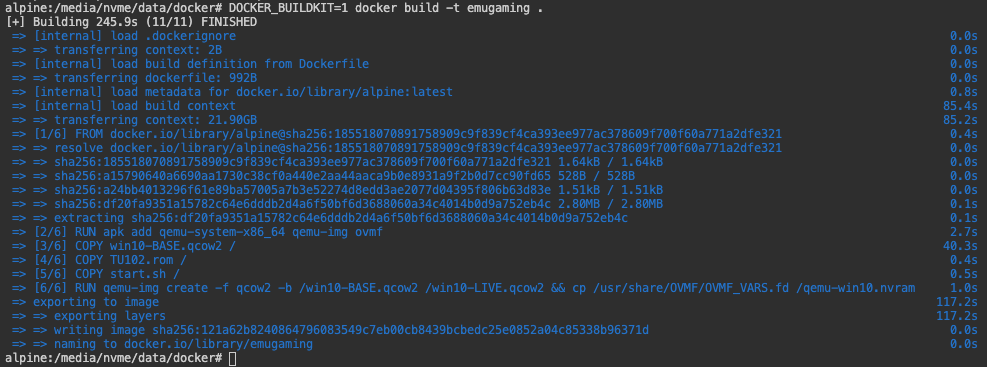 alpine:/media/nvme/data/docker# DOCKER_BUILDKIT=1 docker build -t emugaming .
[+] Building 245.9s (11/11) FINISHED
=> [internal] load .dockerignore 0.0s
=> => transferring context: 2B 0.0s
=> [internal] load build definition from Dockerfile 0.0s
=> => transferring dockerfile: 992B 0.0s
=> [internal] load metadata for docker.io/library/alpine:latest 0.8s
=> [internal] load build context 85.4s
=> => transferring context: 21.90GB 85.2s
=> [1/6] FROM docker.io/library/alpine@sha256:185518070891758909c9f839cf4ca393ee977ac378609f700f60a771a2dfe321 0.4s
=> => resolve docker.io/library/alpine@sha256:185518070891758909c9f839cf4ca393ee977ac378609f700f60a771a2dfe321 0.0s
=> => sha256:185518070891758909c9f839cf4ca393ee977ac378609f700f60a771a2dfe321 1.64kB / 1.64kB 0.0s
=> => sha256:a15790640a6690aa1730c38cf0a440e2aa44aaca9b0e8931a9f2b0d7cc90fd65 528B / 528B 0.0s
=> => sha256:a24bb4013296f61e89ba57005a7b3e52274d8edd3ae2077d04395f806b63d83e 1.51kB / 1.51kB 0.0s
=> => sha256:df20fa9351a15782c64e6dddb2d4a6f50bf6d3688060a34c4014b0d9a752eb4c 2.80MB / 2.80MB 0.1s
=> => extracting sha256:df20fa9351a15782c64e6dddb2d4a6f50bf6d3688060a34c4014b0d9a752eb4c 0.1s
=> [2/6] RUN apk add qemu-system-x86_64 qemu-img ovmf 2.7s
=> [3/6] COPY win10-BASE.qcow2 / 40.3s
=> [4/6] COPY TU102.rom / 0.4s
=> [5/6] COPY start.sh / 0.5s
=> [6/6] RUN qemu-img create -f qcow2 -b /win10-BASE.qcow2 /win10-LIVE.qcow2 && cp /usr/share/OVMF/OVMF_VARS.fd /qemu-win10.nvram 1.0s
=> exporting to image 117.2s
=> => exporting layers 117.2s
=> => writing image sha256:121a62b8240864796083549c7eb00cb8439bcbedc25e0852a04c85338b96371d 0.0s
=> => naming to docker.io/library/emugaming 0.0s
alpine:/media/nvme/data/docker#